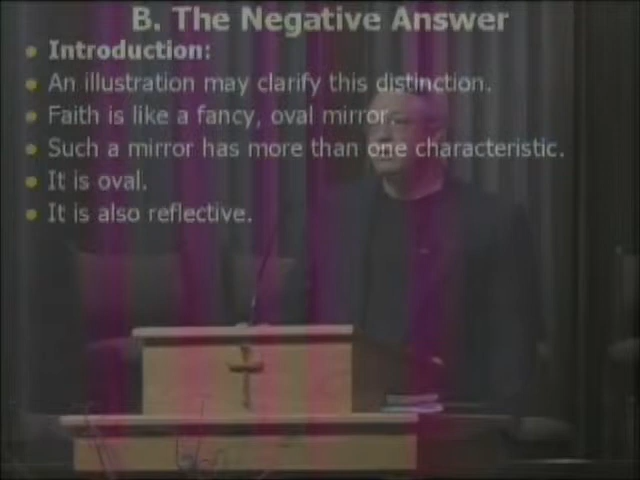 B. The Negative Answer
Introduction:
An illustration may clarify this distinction.
Faith is like a fancy, oval mirror.
Such a mirror has more than one characteristic.
It is oval.
It is also reflective.